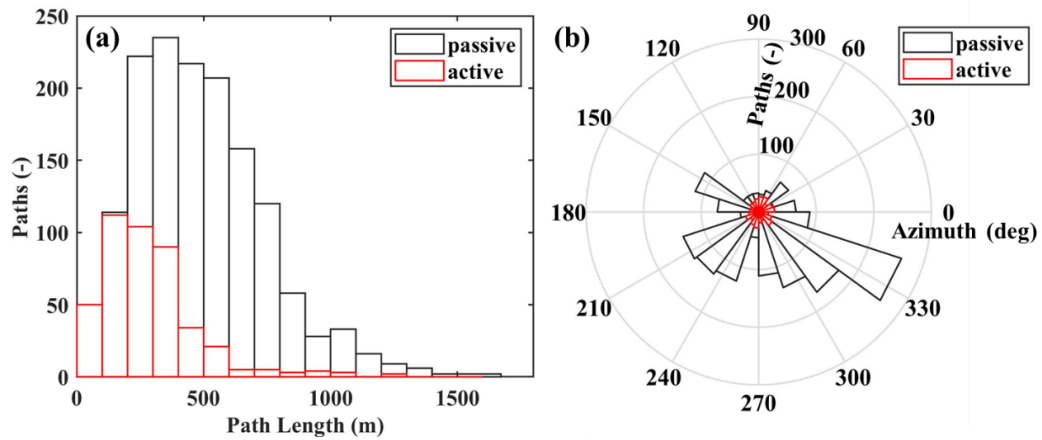 (a)
passive
active
250
200
150
100
50
0
Paths (-)
0
500
1000
1500
Path Length (m)
(b)
passive
active
90
120
60
150
30
180
0
210
330
240
300
270
300
200
100
Paths (-)
Azimuth (deg)